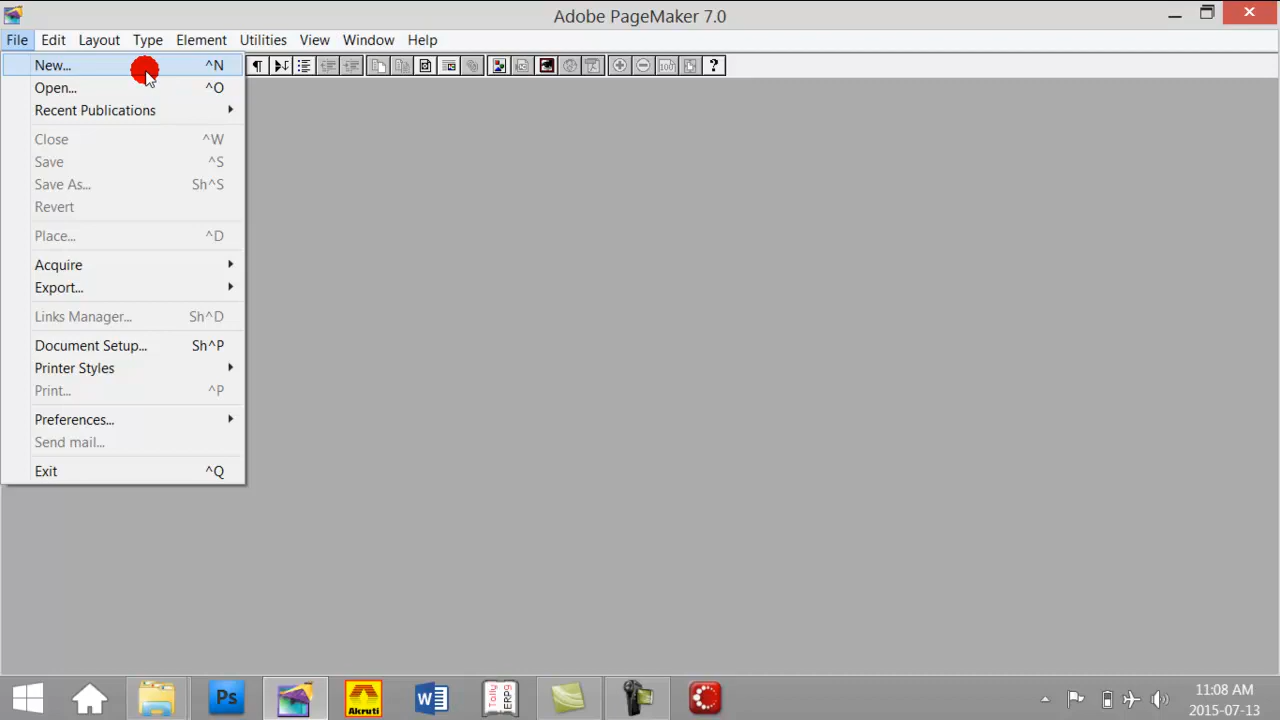 Adobe PageMaker 7.0
File Edit Layout Type Element Utilities View Window Help
New... ^N
Open... ^O
Recent Publications
Close ^W
Save ^S
Save As... Sh^S
Revert
Place... ^D
Acquire
Export...
Links Manager... Sh^D
Document Setup... Sh^P
Printer Styles
Print... ^P
Preferences...
Send mail...
Exit ^Q
Ps
Akruti
Tally
ERP9
11:08 AM
2015-07-13